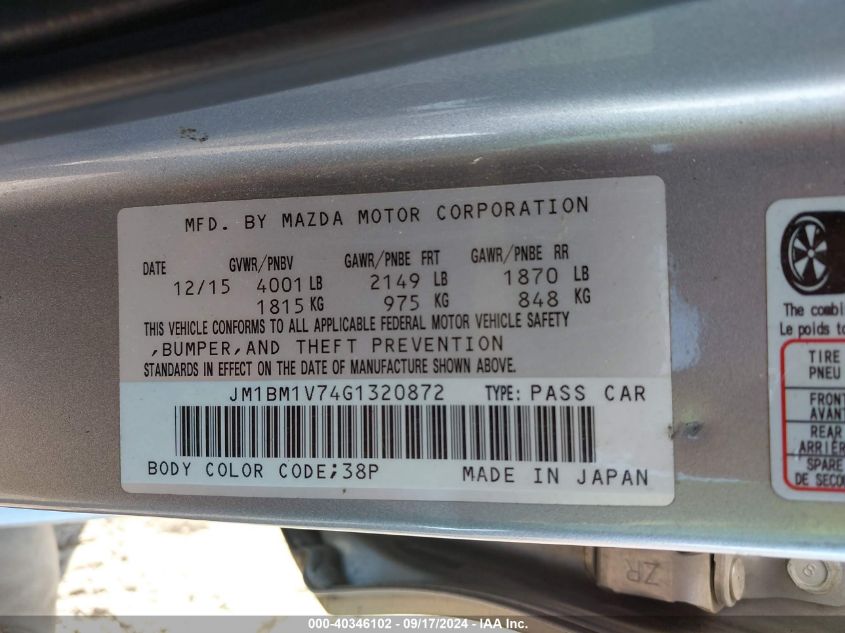 MFD. BY MAZDA MOTOR CORPORATION
DATE GVWR/PNBV GAWR/PNBE FRT GAWR/PNBE RR
12/15 4001 LB 2149 LB 1870 LB
1815 KG 975 KG 848 KG
THIS VEHICLE CONFORMS TO ALL APPLICABLE FEDERAL MOTOR VEHICLE SAFETY
,BUMPER,AND THEFT PREVENTION
STANDARDS IN EFFECT ON THE DATE OF MANUFACTURE SHOWN ABOVE.
JM1BM1V74G1320872 TYPE: PASS CAR
BODY COLOR CODE;38P MADE IN JAPAN
The combi
Le poids to
TIRE
PNEU
FRONT
AVANT
REAR
ARRIÈRE
SPARE
DE SECOU
ZR
000-40346102 - 09/17/2024 - IAA Inc.